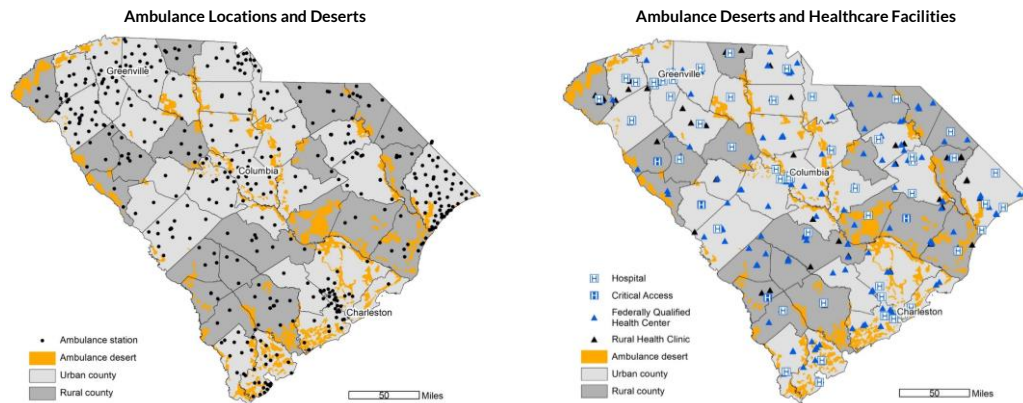 Ambulance Locations and Deserts
Greenville
Columbia
Charleston
Ambulance station
Ambulance desert
Urban county
Rural county
50 Miles
Ambulance Deserts and Healthcare Facilities
Greenville
Columbia
Charleston
H Hospital
H Critical Access
Federally Qualified
Health Center
Rural Health Clinic
Ambulance desert
Urban county
Rural county
50 Miles